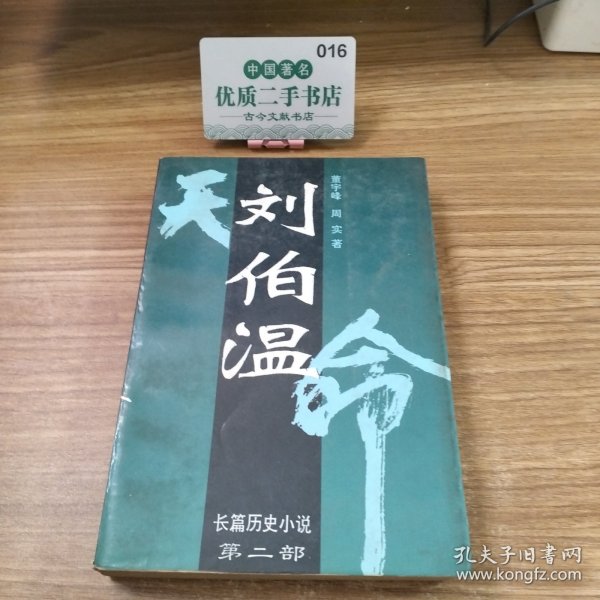 016
中国著名
优质二手书店
古今文献书店
董宇峰 周实 著
天
刘伯温
命
长篇历史小说
第二部
孔夫子旧书网
www.kongfz.com